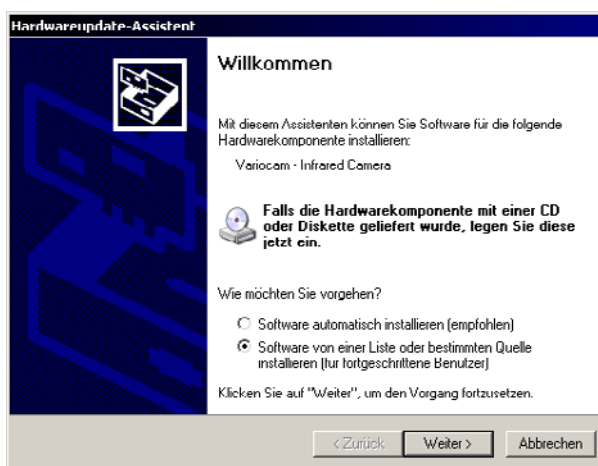 Hardwareupdate-Assistent
Willkommen
Mit diesem Assistenten können Sie Software für die folgende
Hardwarekomponente installieren:
Variocam - Infrared Camera
Falls die Hardwarekomponente mit einer CD
oder Diskette geliefert wurde, legen Sie diese
jetzt ein.
Wie möchten Sie vorgehen?
Software automatisch installieren (empfohlen)
Software von einer Liste oder bestimmten Quelle
installieren (für fortgeschrittene Benutzer)
Klicken Sie auf "Weiter", um den Vorgang fortzusetzen.
< Zurück Weiter > Abbrechen